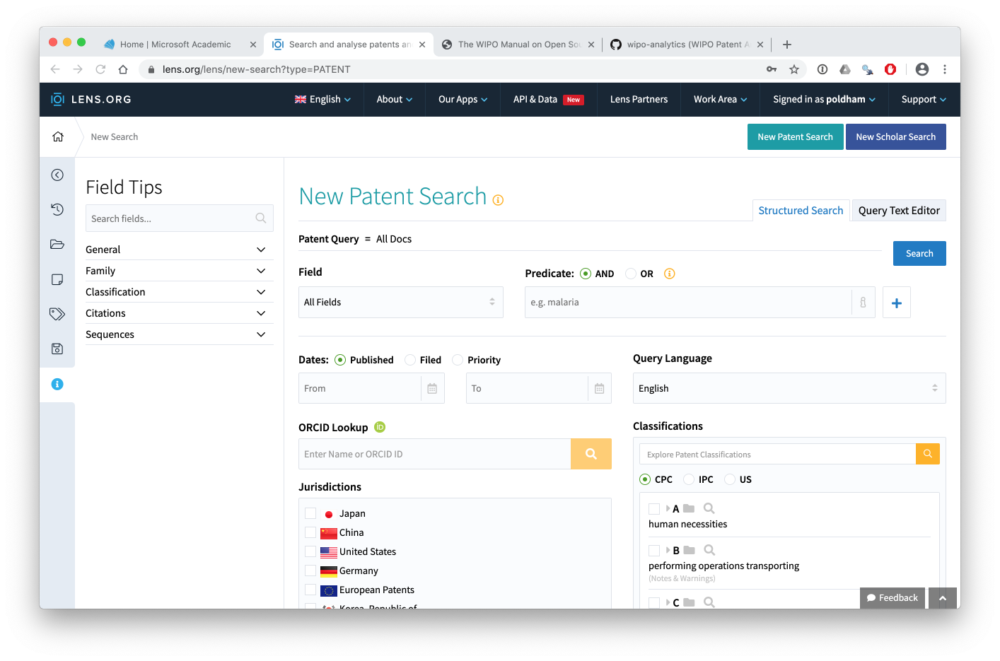 Home | Microsoft Academic
Search and analyse patents an
The WIPO Manual on Open Sou
wipo-analytics (WIPO Patent A
lens.org/lens/new-search?type=PATENT
LENS.ORG
English
About
Our Apps
API & Data New
Lens Partners
Work Area
Signed in as poldham
Support
New Search
New Patent Search
New Scholar Search
Field Tips
Search fields...
General
Family
Classification
Citations
Sequences
New Patent Search
Structured Search
Query Text Editor
Patent Query = All Docs
Search
Field
Predicate: AND OR
All Fields
e.g. malaria
Dates: Published Filed Priority
Query Language
From
To
English
ORCID Lookup iD
Classifications
Enter Name or ORCID ID
Explore Patent Classifications
CPC IPC US
Jurisdictions
Japan
China
United States
Germany
European Patents
Korea, Republic of
A
human necessities
B
performing operations transporting
(Notes & Warnings)
C
Feedback